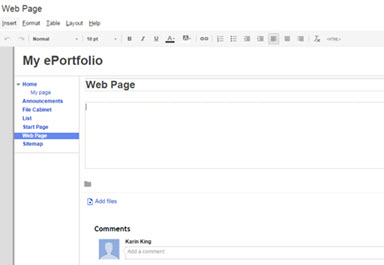 Web Page
Insert Format Table Layout Help
Normal 10 pt B I U A A <HTML>
My ePortfolio
Home
My page
Announcements
File Cabinet
List
Start Page
Web Page
Sitemap
Web Page
Add files
Comments
Karin King
Add a comment